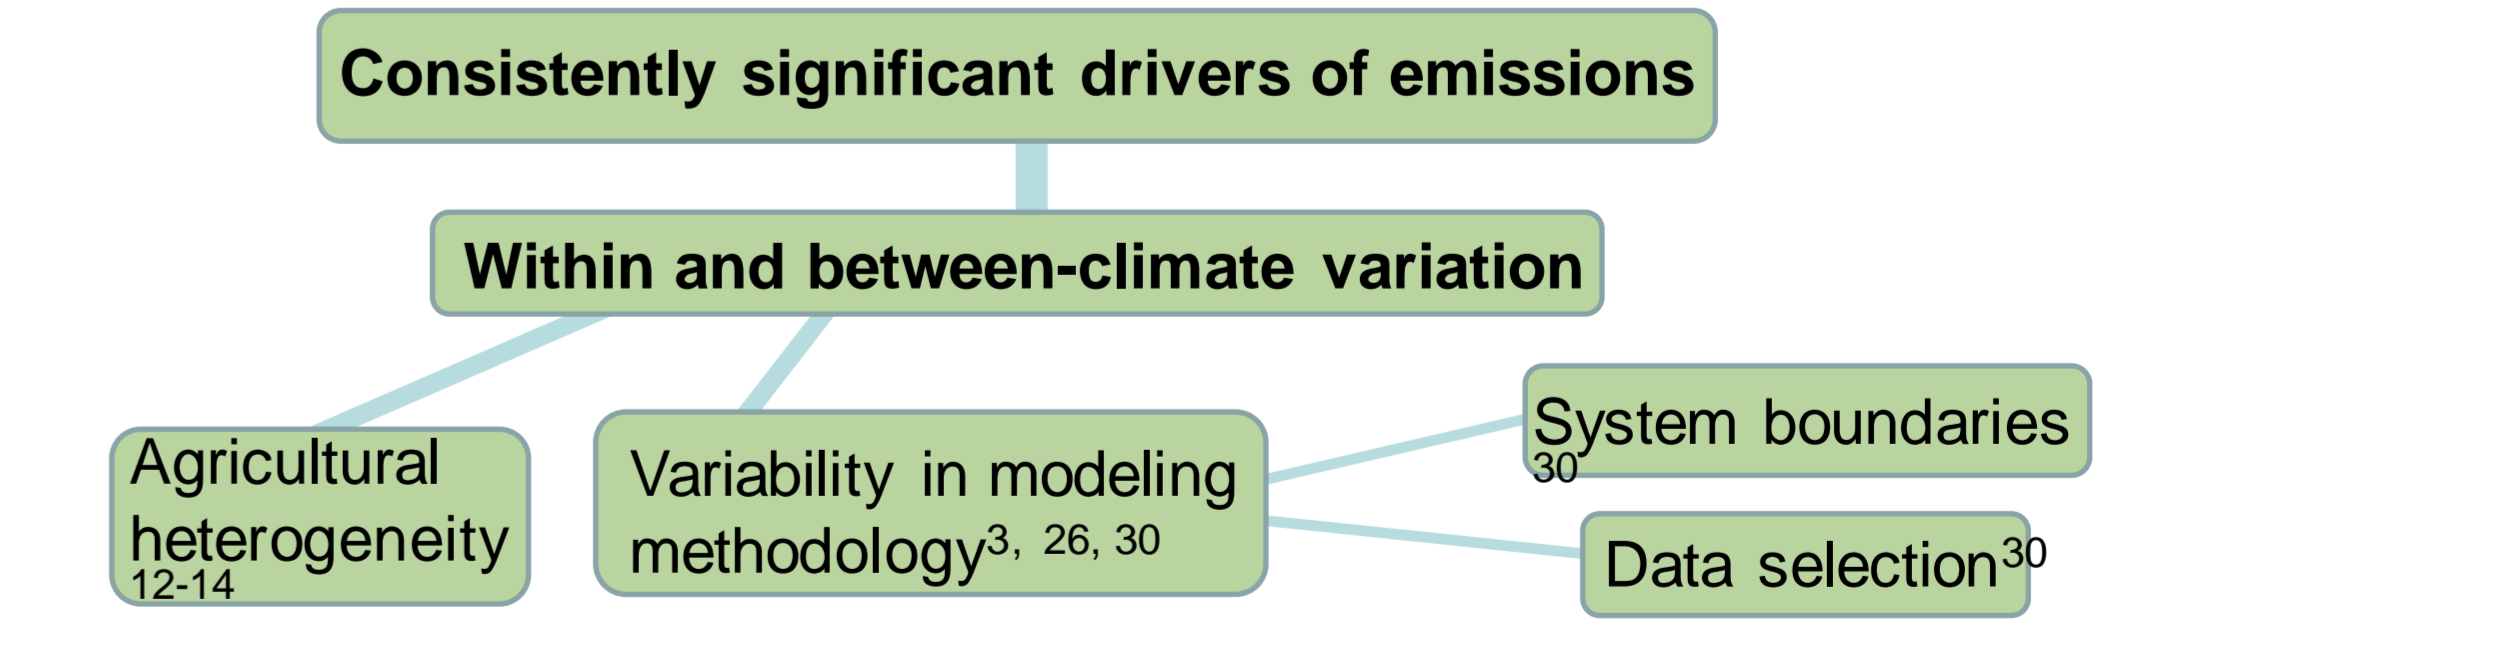 Consistently significant drivers of emissions
Within and between-climate variation
Agricultural
heterogeneity
12-14
Variability in modeling
methodology3, 26, 30
System boundaries
30
Data selection30